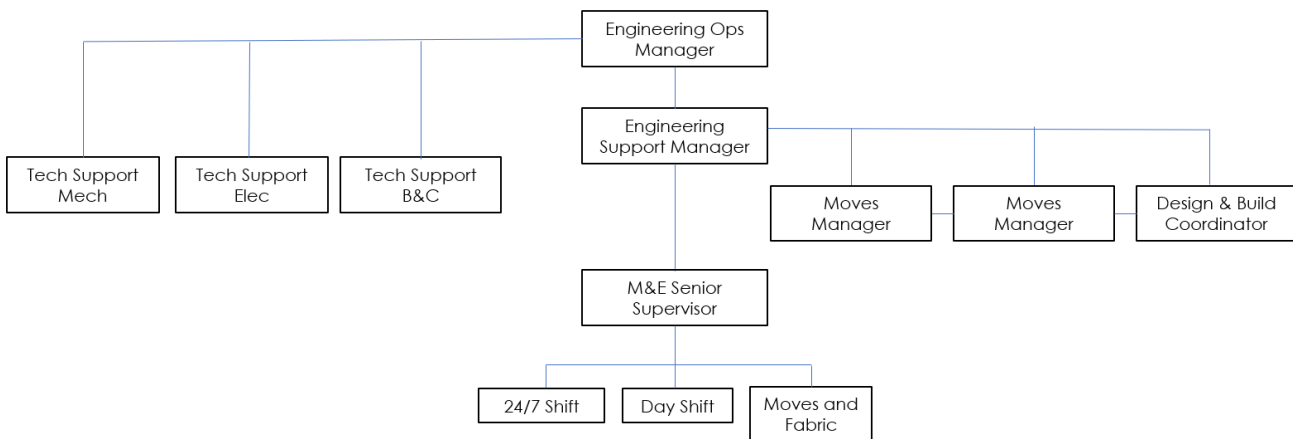 Engineering Ops
Manager
Engineering
Support Manager
Tech Support
Mech
Tech Support
Elec
Tech Support
B&C
Moves
Manager
Moves
Manager
Design & Build
Coordinator
M&E Senior
Supervisor
24/7 Shift
Day Shift
Moves and
Fabric